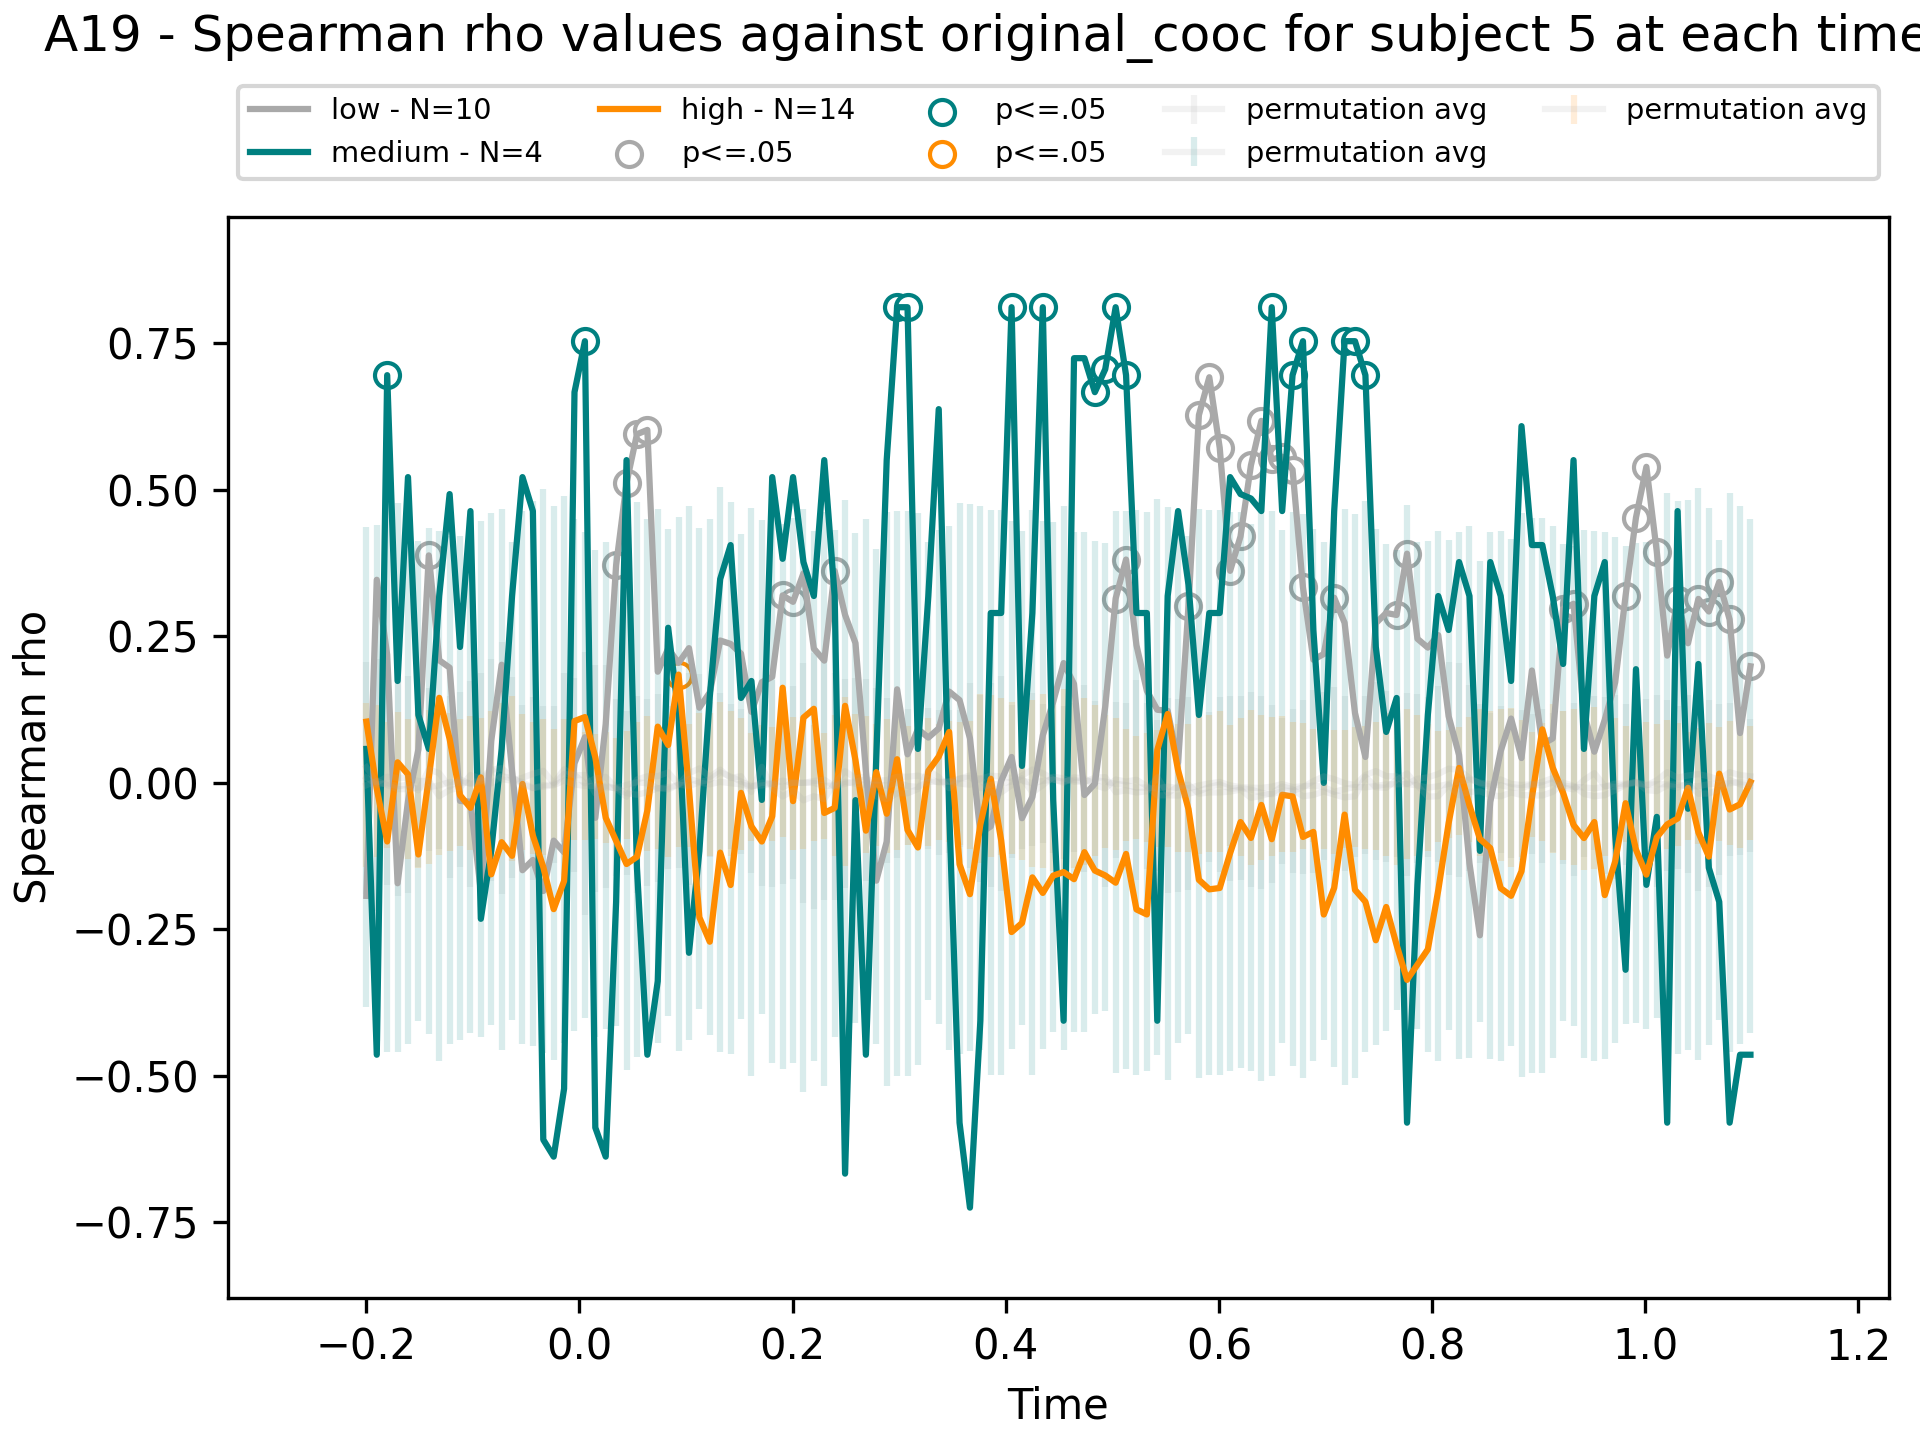 A19 - Spearman rho values against original_cooc for subject 5 at each time
low - N=10 high - N=14 p<=.05 permutation avg permutation avg
medium - N=4 p<=.05 p<=.05 permutation avg
0.75
0.50
0.25
0.00
−0.25
−0.50
−0.75
Spearman rho
−0.2 0.0 0.2 0.4 0.6 0.8 1.0 1.2
Time